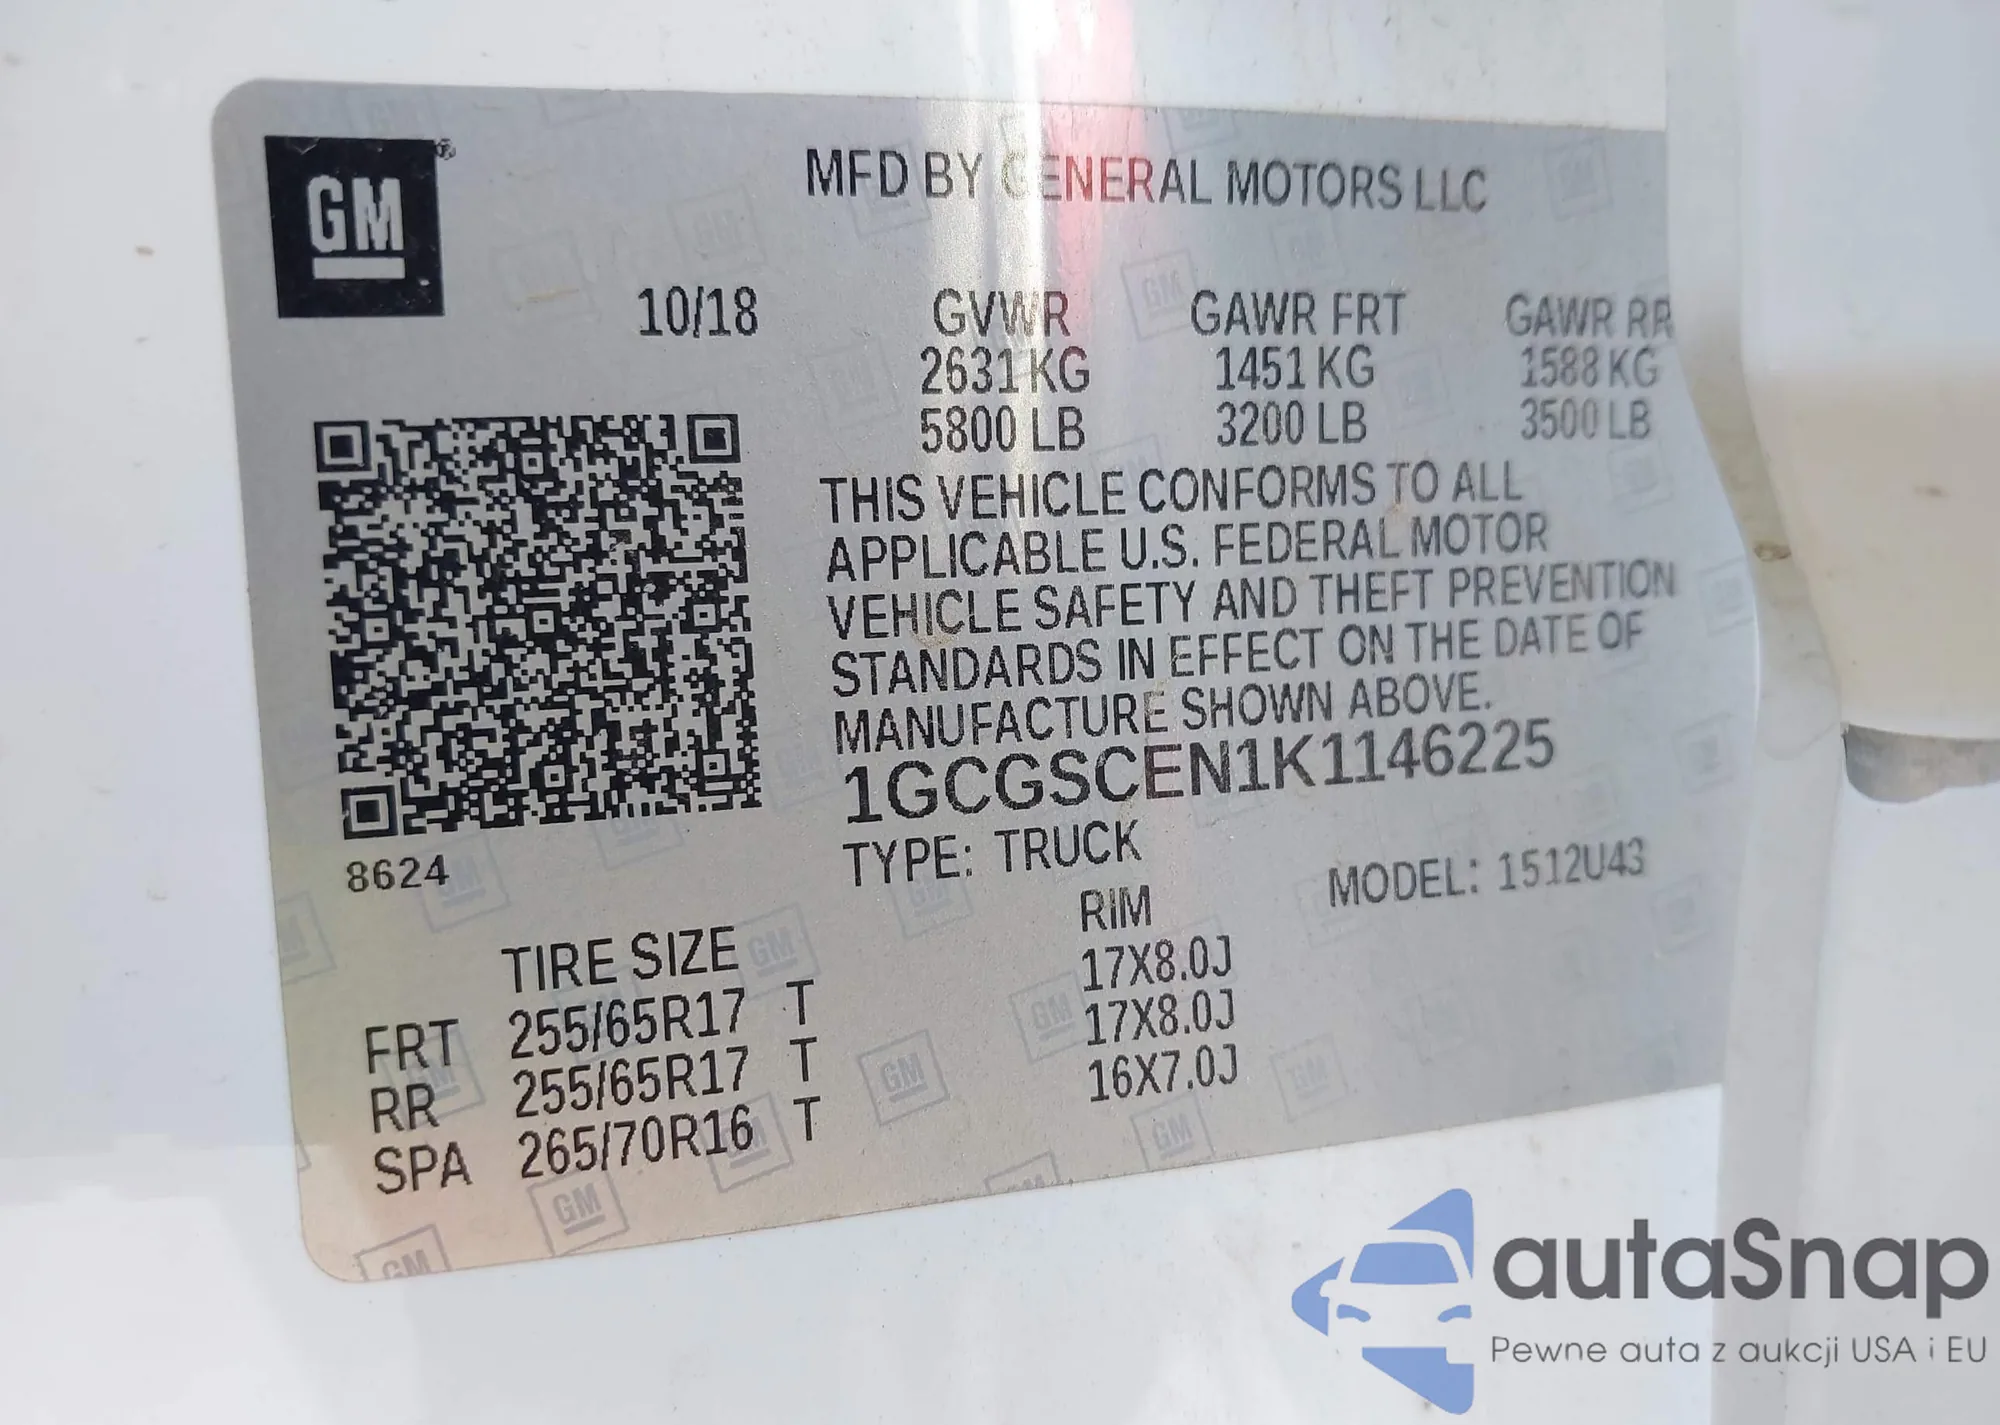 GM
MFD BY GENERAL MOTORS LLC
10/18 GVWR GAWR FRT GAWR RR
2631 KG 1451 KG 1588 KG
5800 LB 3200 LB 3500 LB
THIS VEHICLE CONFORMS TO ALL
APPLICABLE U.S. FEDERAL MOTOR
VEHICLE SAFETY AND THEFT PREVENTION
STANDARDS IN EFFECT ON THE DATE OF
MANUFACTURE SHOWN ABOVE.
1GCGSCEN1K1146225
8624
TYPE: TRUCK MODEL: 1512U43
TIRE SIZE RIM
FRT 255/65R17 T 17X8.0J
RR 255/65R17 T 17X8.0J
SPA 265/70R16 T 16X7.0J
autaSnap
Pewne auta z aukcji USA i EU